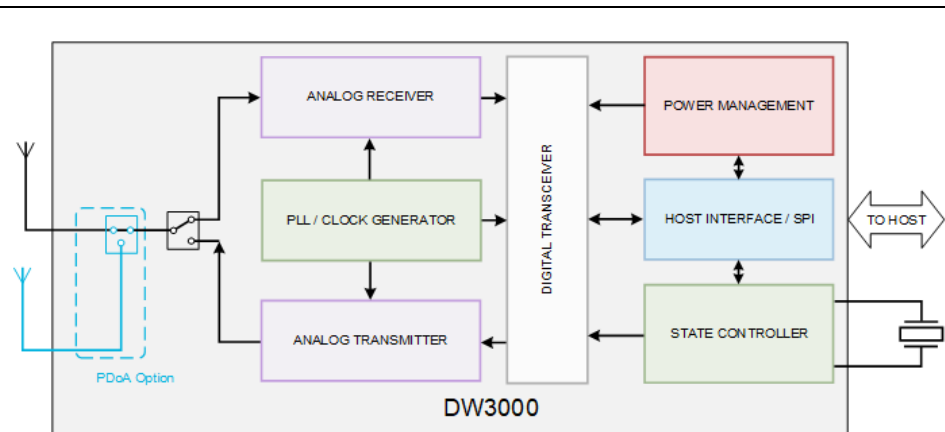 ANALOG RECEIVER
POWER MANAGEMENT
DIGITAL TRANSCEIVER
PLL / CLOCK GENERATOR
HOST INTERFACE / SPI
TO HOST
ANALOG TRANSMITTER
STATE CONTROLLER
PDoA Option
DW3000